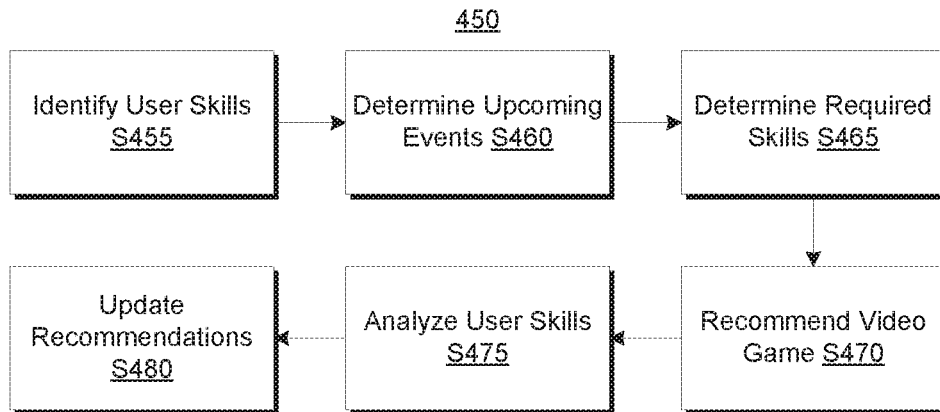 450
Identify User Skills
S455
Determine Upcoming
Events S460
Determine Required
Skills S465
Recommend Video
Game S470
Analyze User Skills
S475
Update
Recommendations
S480